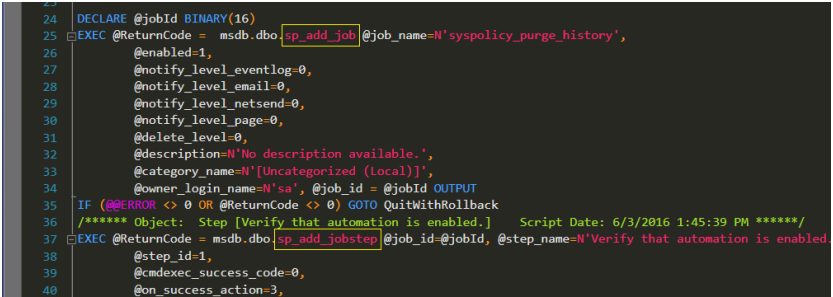 24 DECLARE @jobId BINARY(16)
25 EXEC @ReturnCode =  msdb.dbo.sp_add_job @job_name=N'syspolicy_purge_history',
26 @enabled=1,
27 @notify_level_eventlog=0,
28 @notify_level_email=0,
29 @notify_level_netsend=0,
30 @notify_level_page=0,
31 @delete_level=0,
32 @description=N'No description available.',
33 @category_name=N'[Uncategorized (Local)]',
34 @owner_login_name=N'sa', @job_id = @jobId OUTPUT
35 IF (@@ERROR <> 0 OR @ReturnCode <> 0) GOTO QuitWithRollback
36 /****** Object:  Step [Verify that automation is enabled.]    Script Date: 6/3/2016 1:45:39 PM ******/
37 EXEC @ReturnCode = msdb.dbo.sp_add_jobstep @job_id=@jobId, @step_name=N'Verify that automation is enabled.
38 @step_id=1,
39 @cmdexec_success_code=0,
40 @on_success_action=3,